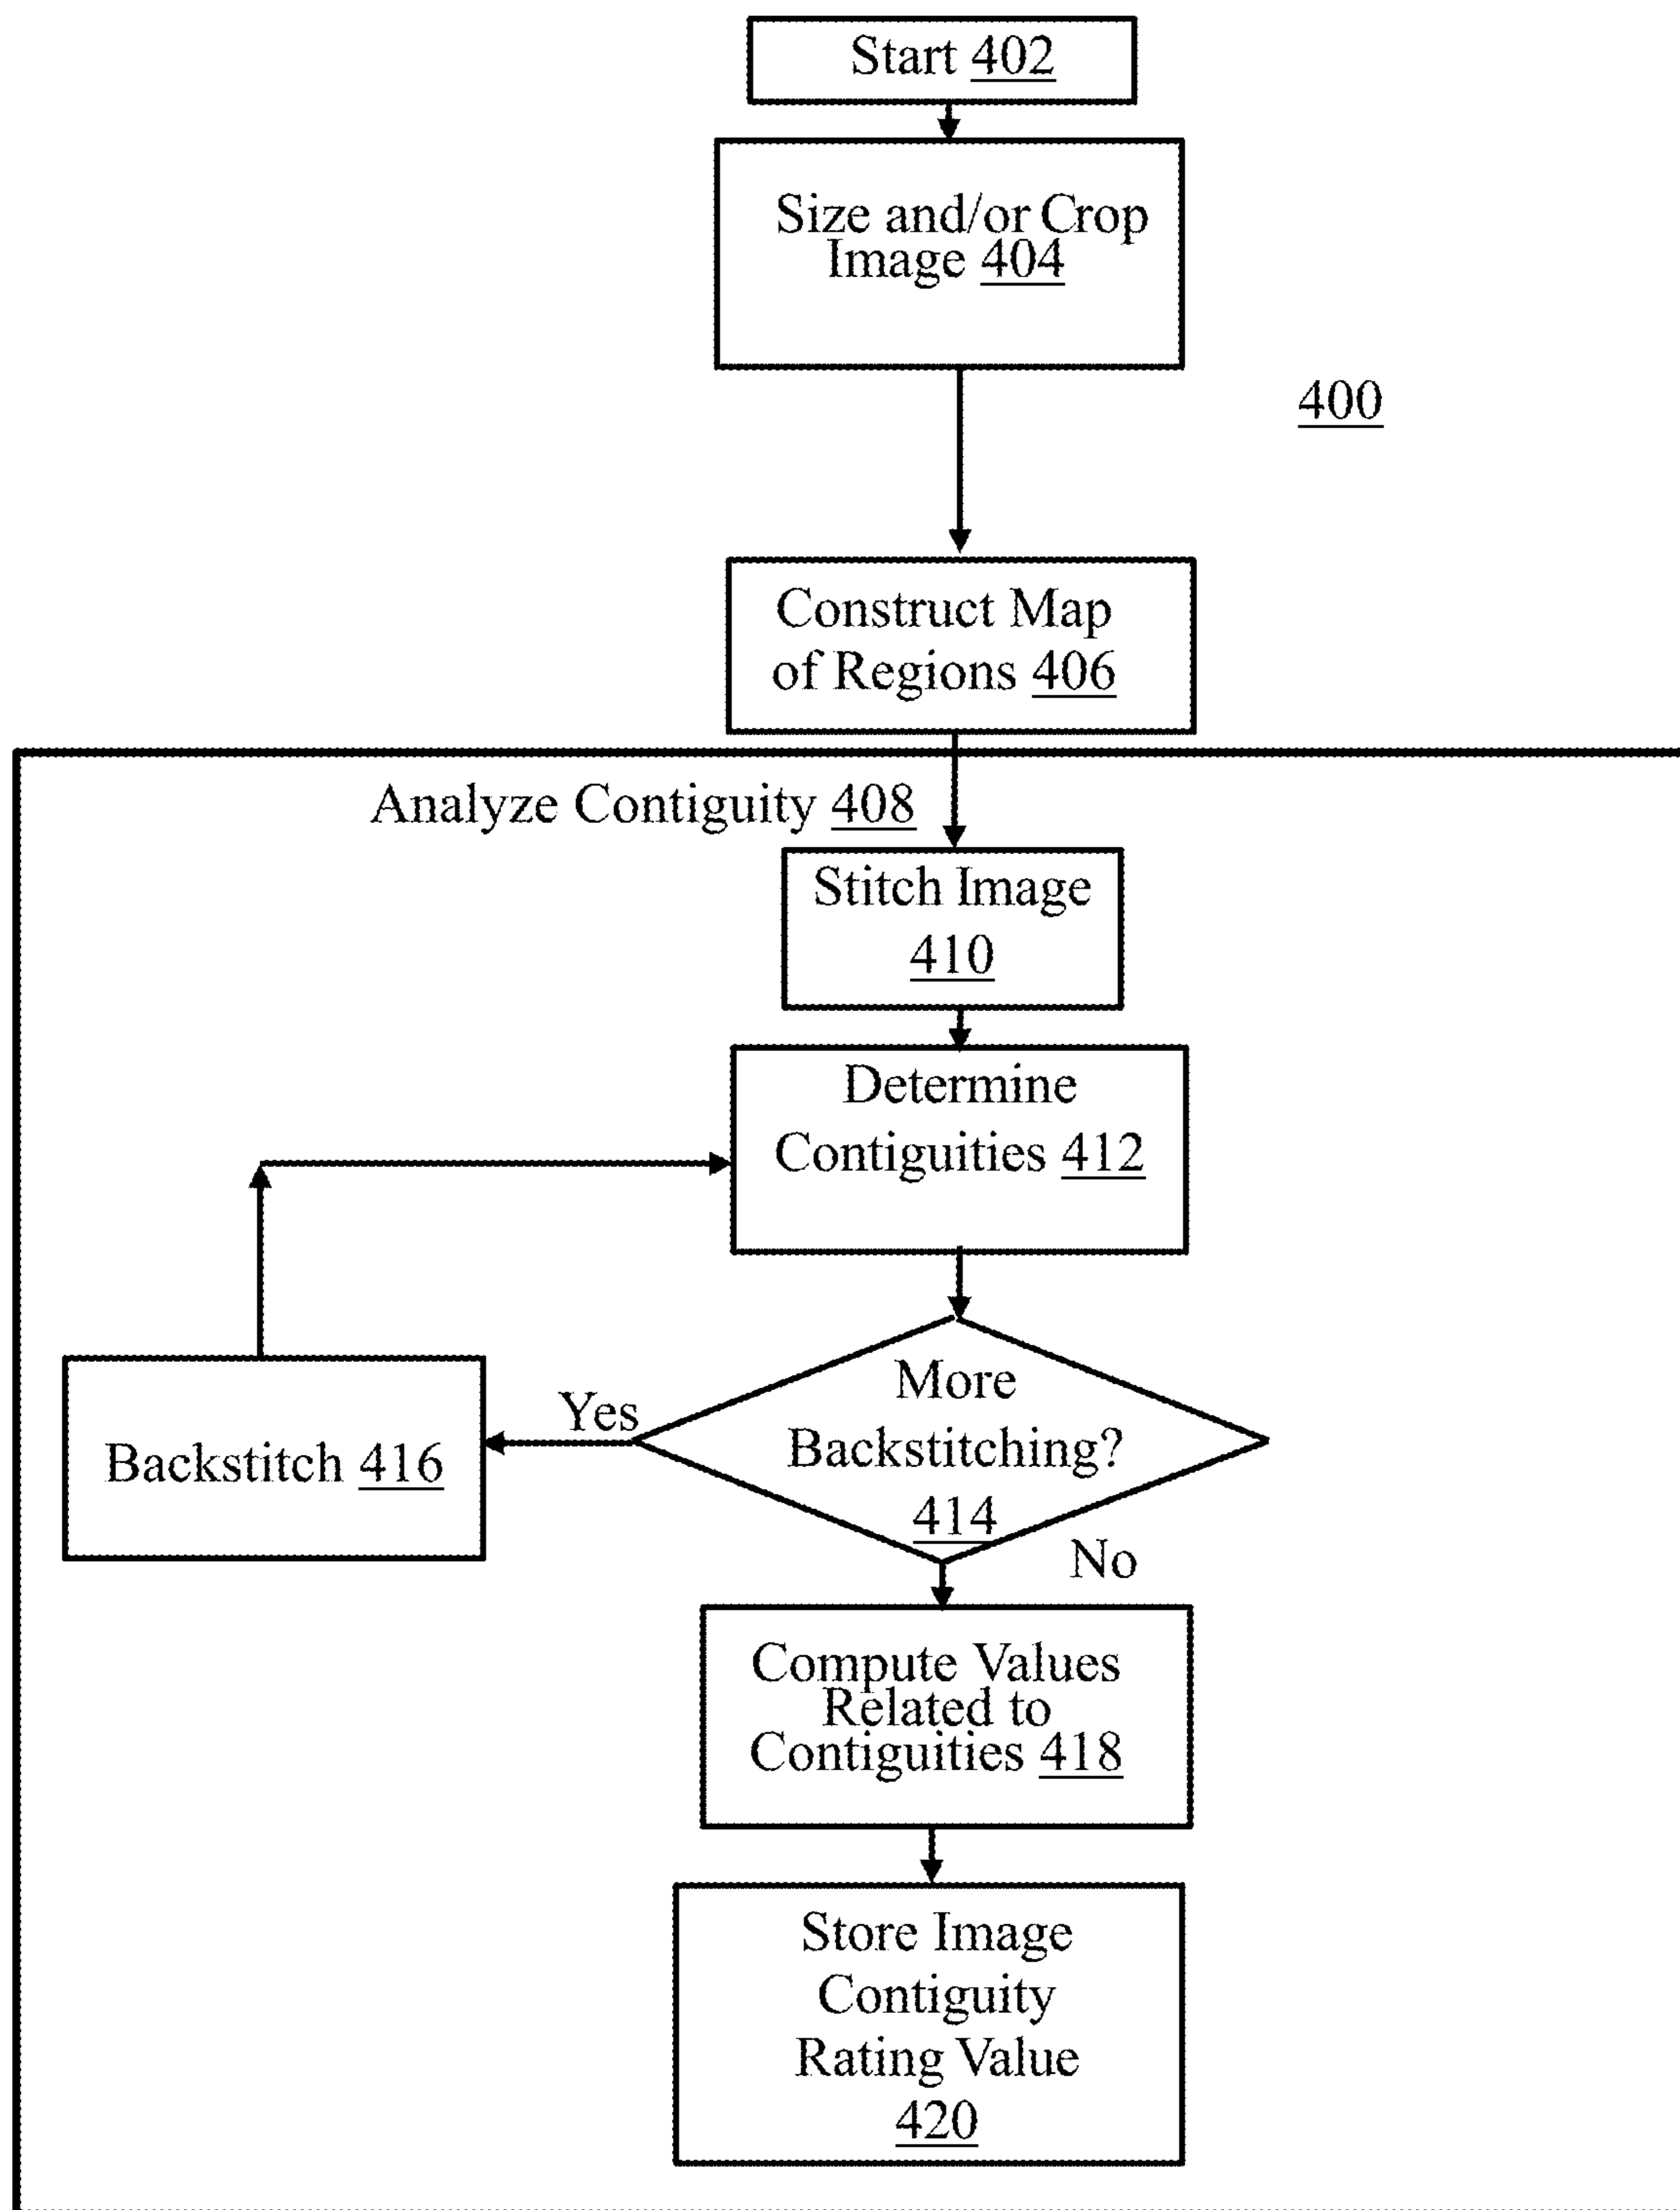 Start 402
Size and/or Crop
Image 404
400
Construct Map
of Regions 406
Analyze Contiguity 408
Stitch Image
410
Determine
Contiguities 412
More
Backstitching?
414
Yes
Backstitch 416
No
Compute Values
Related to
Contiguities 418
Store Image
Contiguity
Rating Value
420